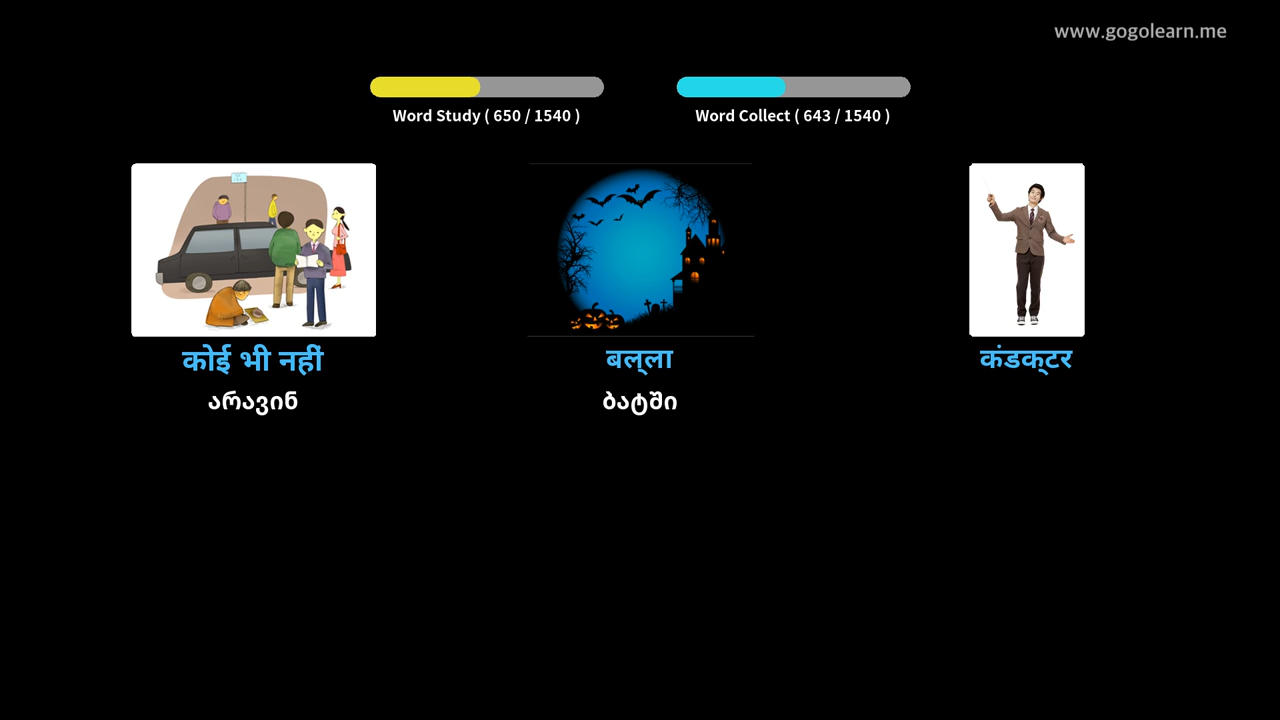 www.gogolearn.me
Word Study ( 650 / 1540 )
Word Collect ( 643 / 1540 )
कोई भी नहीं
არავინ
बल्ला
ბატში
कंडक्टर